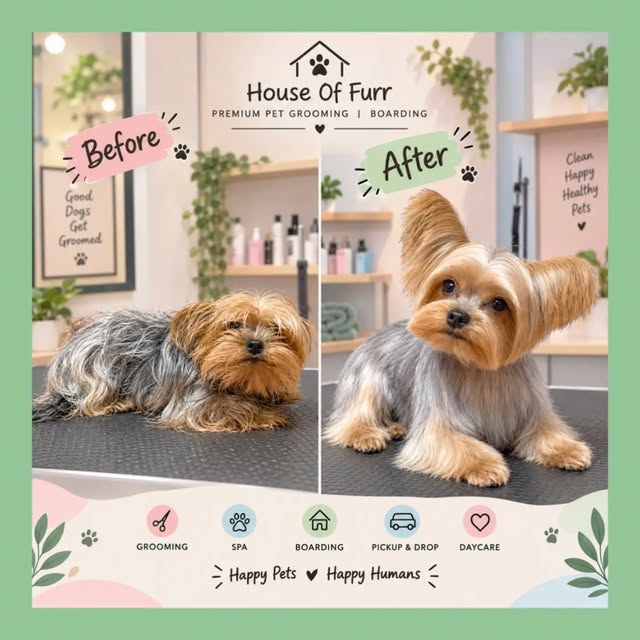 House Of Furr
PREMIUM PET GROOMING | BOARDING
Before
After
Good
Dogs
Get
Groomed
Clean
Happy
Healthy
Pets
GROOMING
SPA
BOARDING
PICKUP & DROP
DAYCARE
Happy Pets ♥ Happy Humans